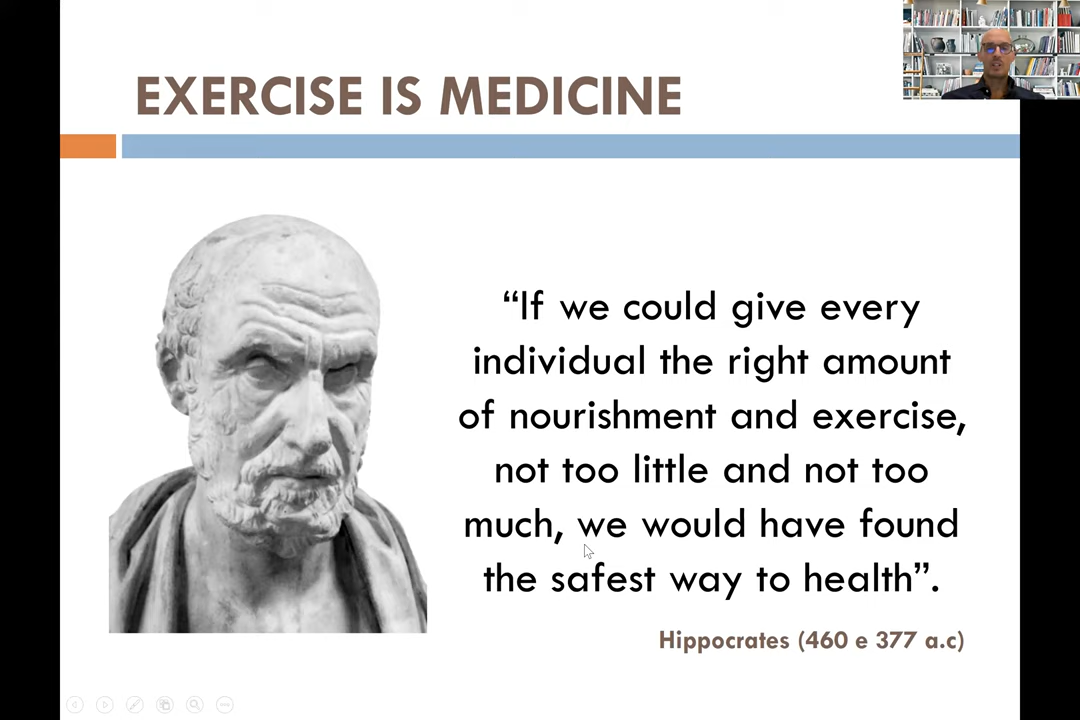 EXERCISE IS MEDICINE
“If we could give every
individual the right amount
of nourishment and exercise,
not too little and not too
much, we would have found
the safest way to health”.
Hippocrates (460 e 377 a.c)